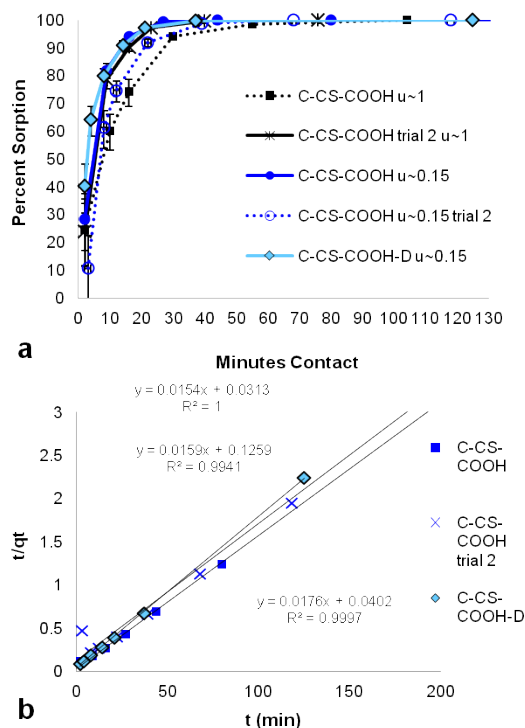 100
90
80
70
60
50
40
30
20
10
0
Percent Sorption
C-CS-COOH u~1
C-CS-COOH trial 2 u~1
C-CS-COOH u~0.15
C-CS-COOH u~0.15 trial 2
C-CS-COOH-D u~0.15
0 10 20 30 40 50 60 70 80 90 100 110 120 130
a
Minutes Contact
y = 0.0154x + 0.0313
R² = 1
y = 0.0159x + 0.1259
R² = 0.9941
y = 0.0176x + 0.0402
R² = 0.9997
3
2.5
2
1.5
1
0.5
0
t/qt
C-CS-
COOH
C-CS-
COOH
trial 2
C-CS-
COOH-D
0 50 100 150 200
b
t (min)